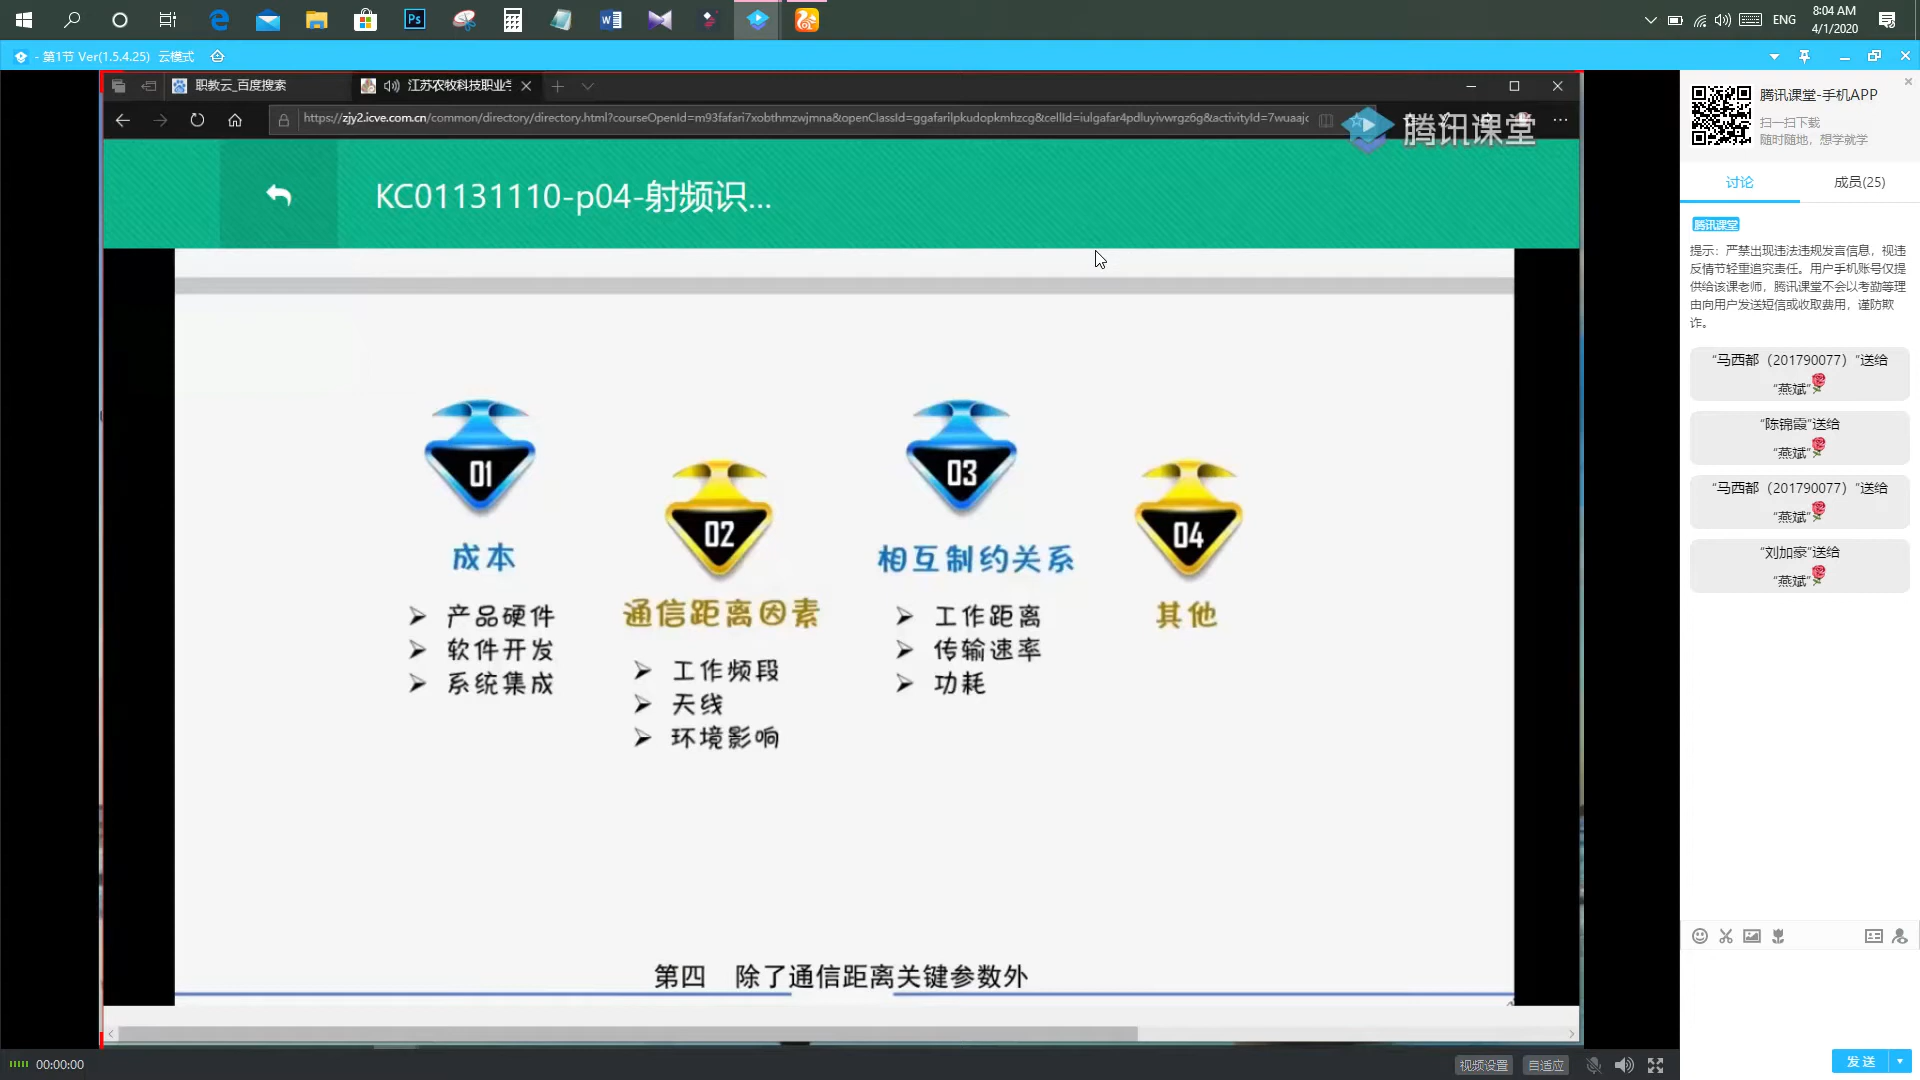 8:04 AM
ENG
4/1/2020
- 第1节 Ver(1.5.4.25) 云模式
职教云_百度搜索
江苏农牧科技职业学
https://zjy2.icve.com.cn/common/directory/directory.html?courseOpenId=m93fafari7xobthmzwjmna&openClassId=ggafarilpkudopkmhzcg&cellId=iulgafar4pdluyivwrgz6g&activityId=7wuaajc
腾讯课堂
KC01131110-p04-射频识...
01
02
03
04
成本
产品硬件
软件开发
系统集成
通信距离因素
工作频段
天线
环境影响
相互制约关系
工作距离
传输速率
功耗
其他
第四 除了通信距离关键参数外
00:00:00
视频设置
自适应
腾讯课堂-手机APP
扫一扫下载
随时随地，想学就学
讨论
成员(25)
腾讯课堂
提示：严禁出现违法违规发言信息，视违
反情节轻重追究责任。用户手机账号仅提
供给该课老师，腾讯课堂不会以考勤等理
由向用户发送短信或收取费用，谨防欺
诈。
“马西都（201790077）”送给
“燕斌”
“陈锦霞”送给
“燕斌”
“马西都（201790077）”送给
“燕斌”
“刘加豪”送给
“燕斌”
发送